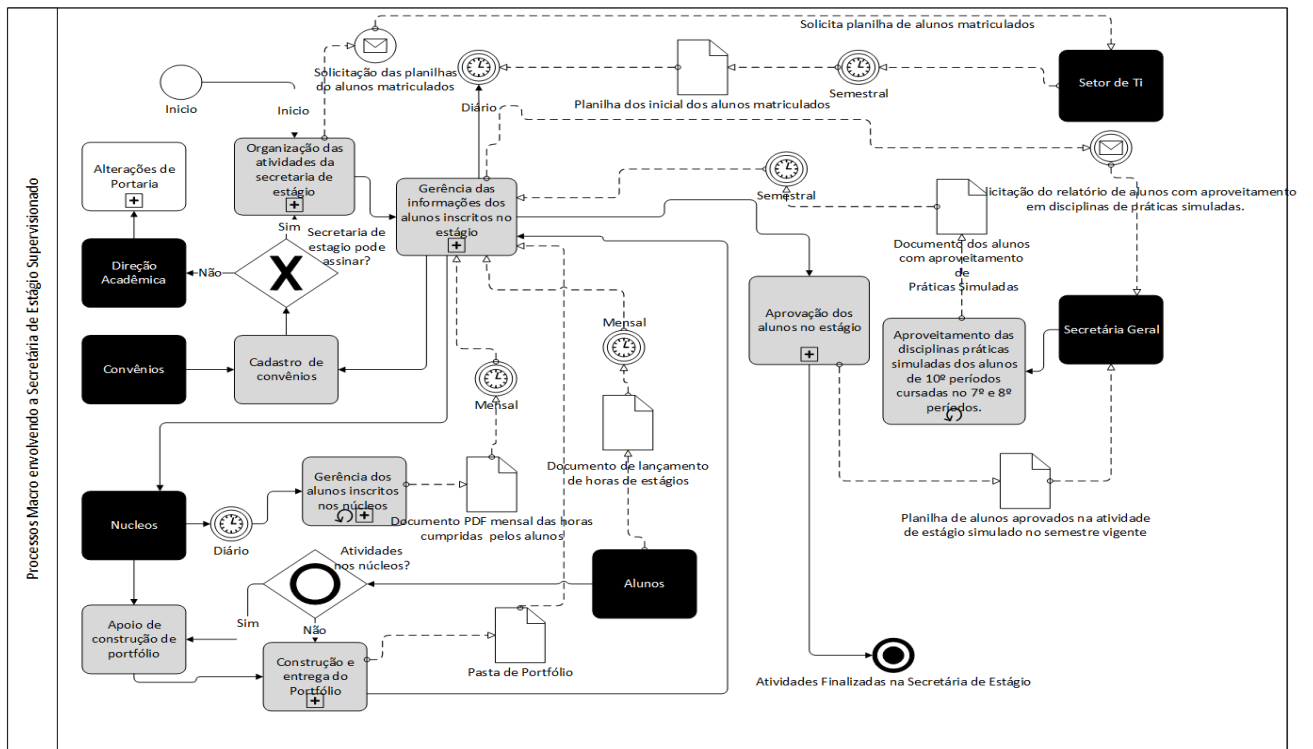 Processos Macro envolvendo a Secretária de Estágio Supervisionado
Inicio
Inicio
Solicitação das planilhas
do alunos matriculados
Solicita planilha de alunos matriculados
Diário
Planilha dos inicial dos alunos matriculados
Semestral
Setor de Ti
Alterações de
Portaria
Organização das
atividades da
secretaria de
estágio
Gerência das
informações dos
alunos inscritos no
estágio
Semestral
licitação do relatório de alunos com aproveitamento
em disciplinas de práticas simuladas.
Sim
Secretaria de
estagio pode
assinar?
Direção
Acadêmica
Não
Documento dos alunos
com aproveitamento
de
Práticas Simuladas
Convênios
Cadastro de
convênios
Mensal
Mensal
Aprovação dos
alunos no estágio
Aproveitamento das
disciplinas práticas
simuladas dos alunos
de 10º períodos
cursadas no 7º e 8º
períodos.
Secretária Geral
Documento de lançamento
de horas de estágios
Nucleos
Diário
Gerência dos
alunos inscritos
nos núcleos
Documento PDF mensal das horas
cumpridas pelos alunos
Planilha de alunos aprovados na atividade
de estágio simulado no semestre vigente
Atividades
nos núcleos?
Alunos
Apoio de
construção de
portfólio
Sim
Não
Construção e
entrega do
Portfólio
Pasta de Portfólio
Atividades Finalizadas na Secretária de Estágio